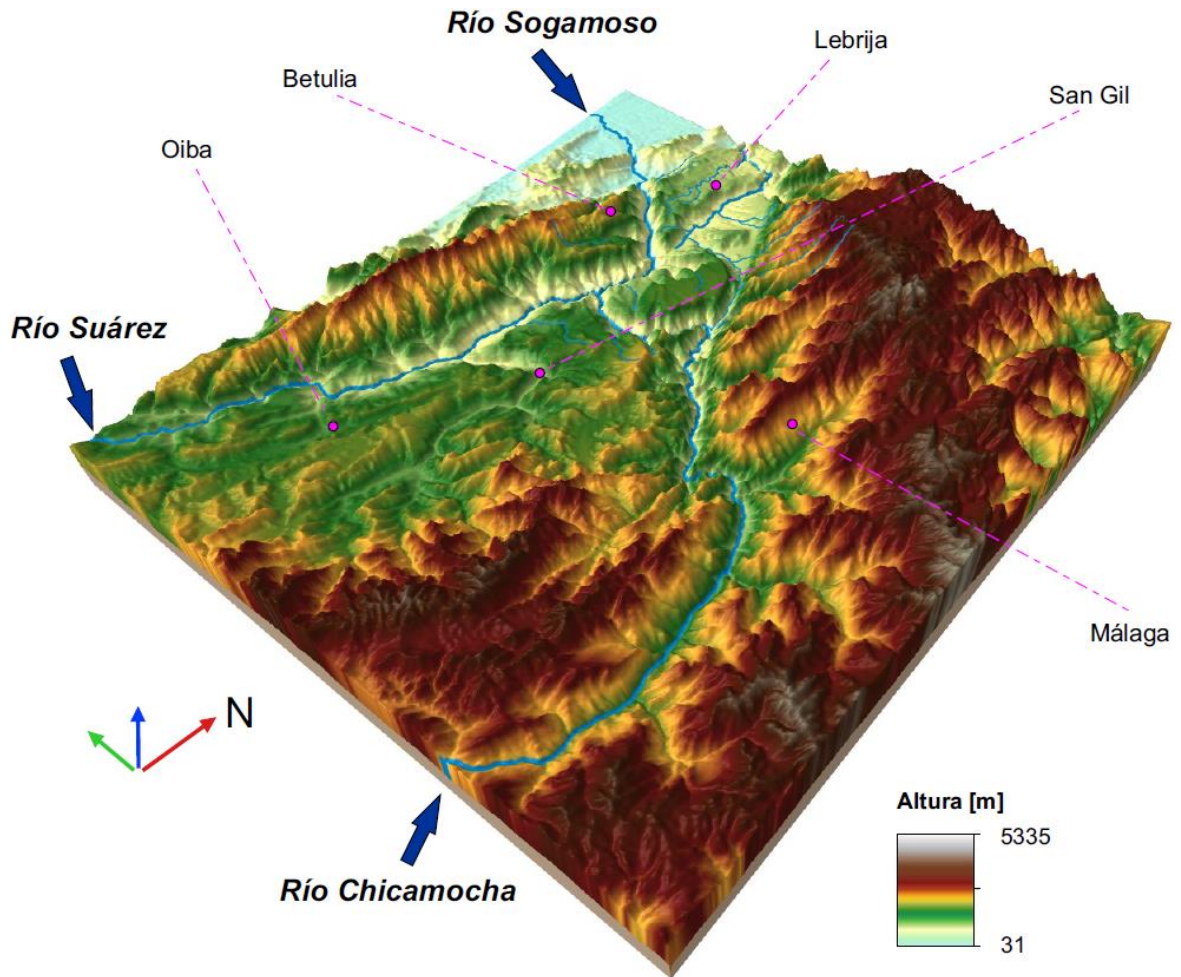 Río Sogamoso
Lebrija
Betulia
San Gil
Oiba
Río Suárez
Málaga
N
Altura [m]
5335
31
Río Chicamocha